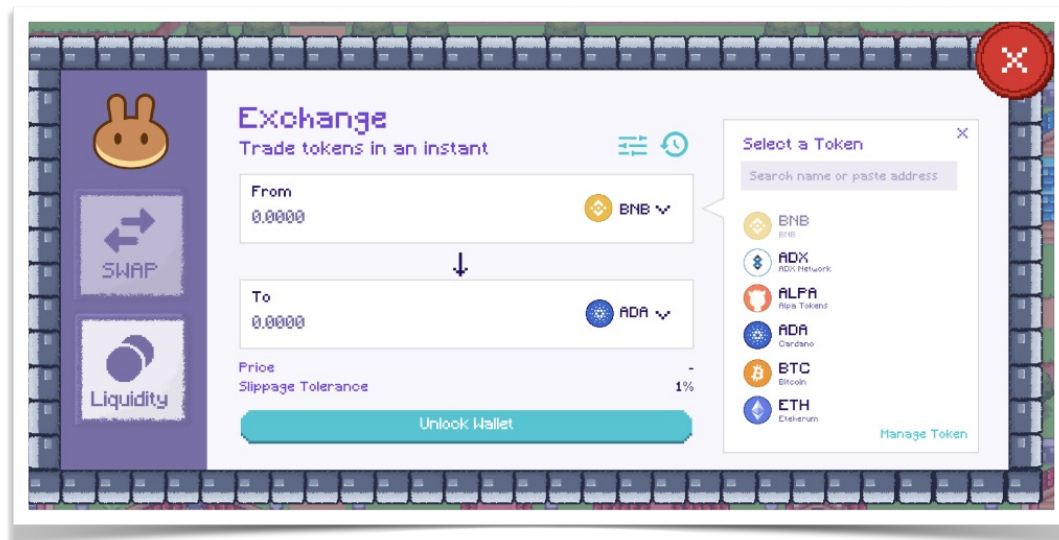 Exchange
Trade tokens in an instant
From
0.0000
BNB
To
0.0000
ADA
Price
-
Slippage Tolerance
1%
Unlock Wallet
SWAP
Liquidity
Select a Token
Search name or paste address
BNB
BNB
ADX
ADX Network
ALPA
Alpa Tokens
ADA
Cardano
BTC
Bitcoin
ETH
Eteherum
Manage Token